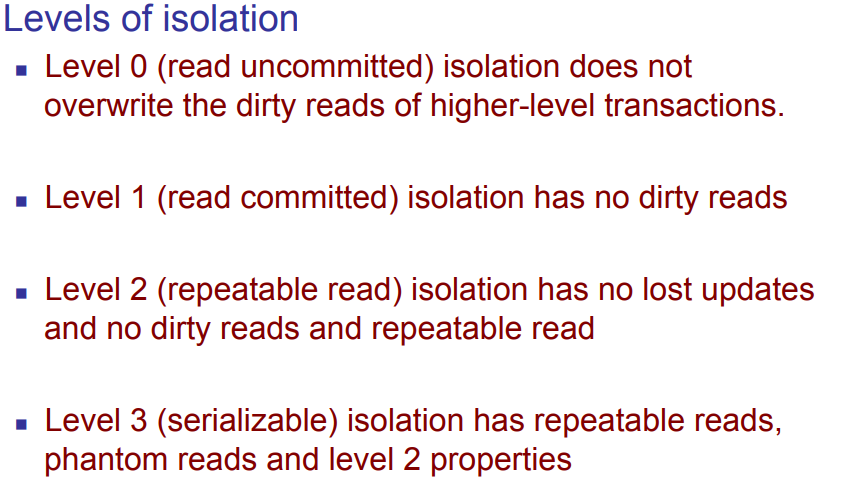 Levels of isolation
Level 0 (read uncommitted) isolation does not
overwrite the dirty reads of higher-level transactions.
Level 1 (read committed) isolation has no dirty reads
Level 2 (repeatable read) isolation has no lost updates
and no dirty reads and repeatable read
Level 3 (serializable) isolation has repeatable reads,
phantom reads and level 2 properties